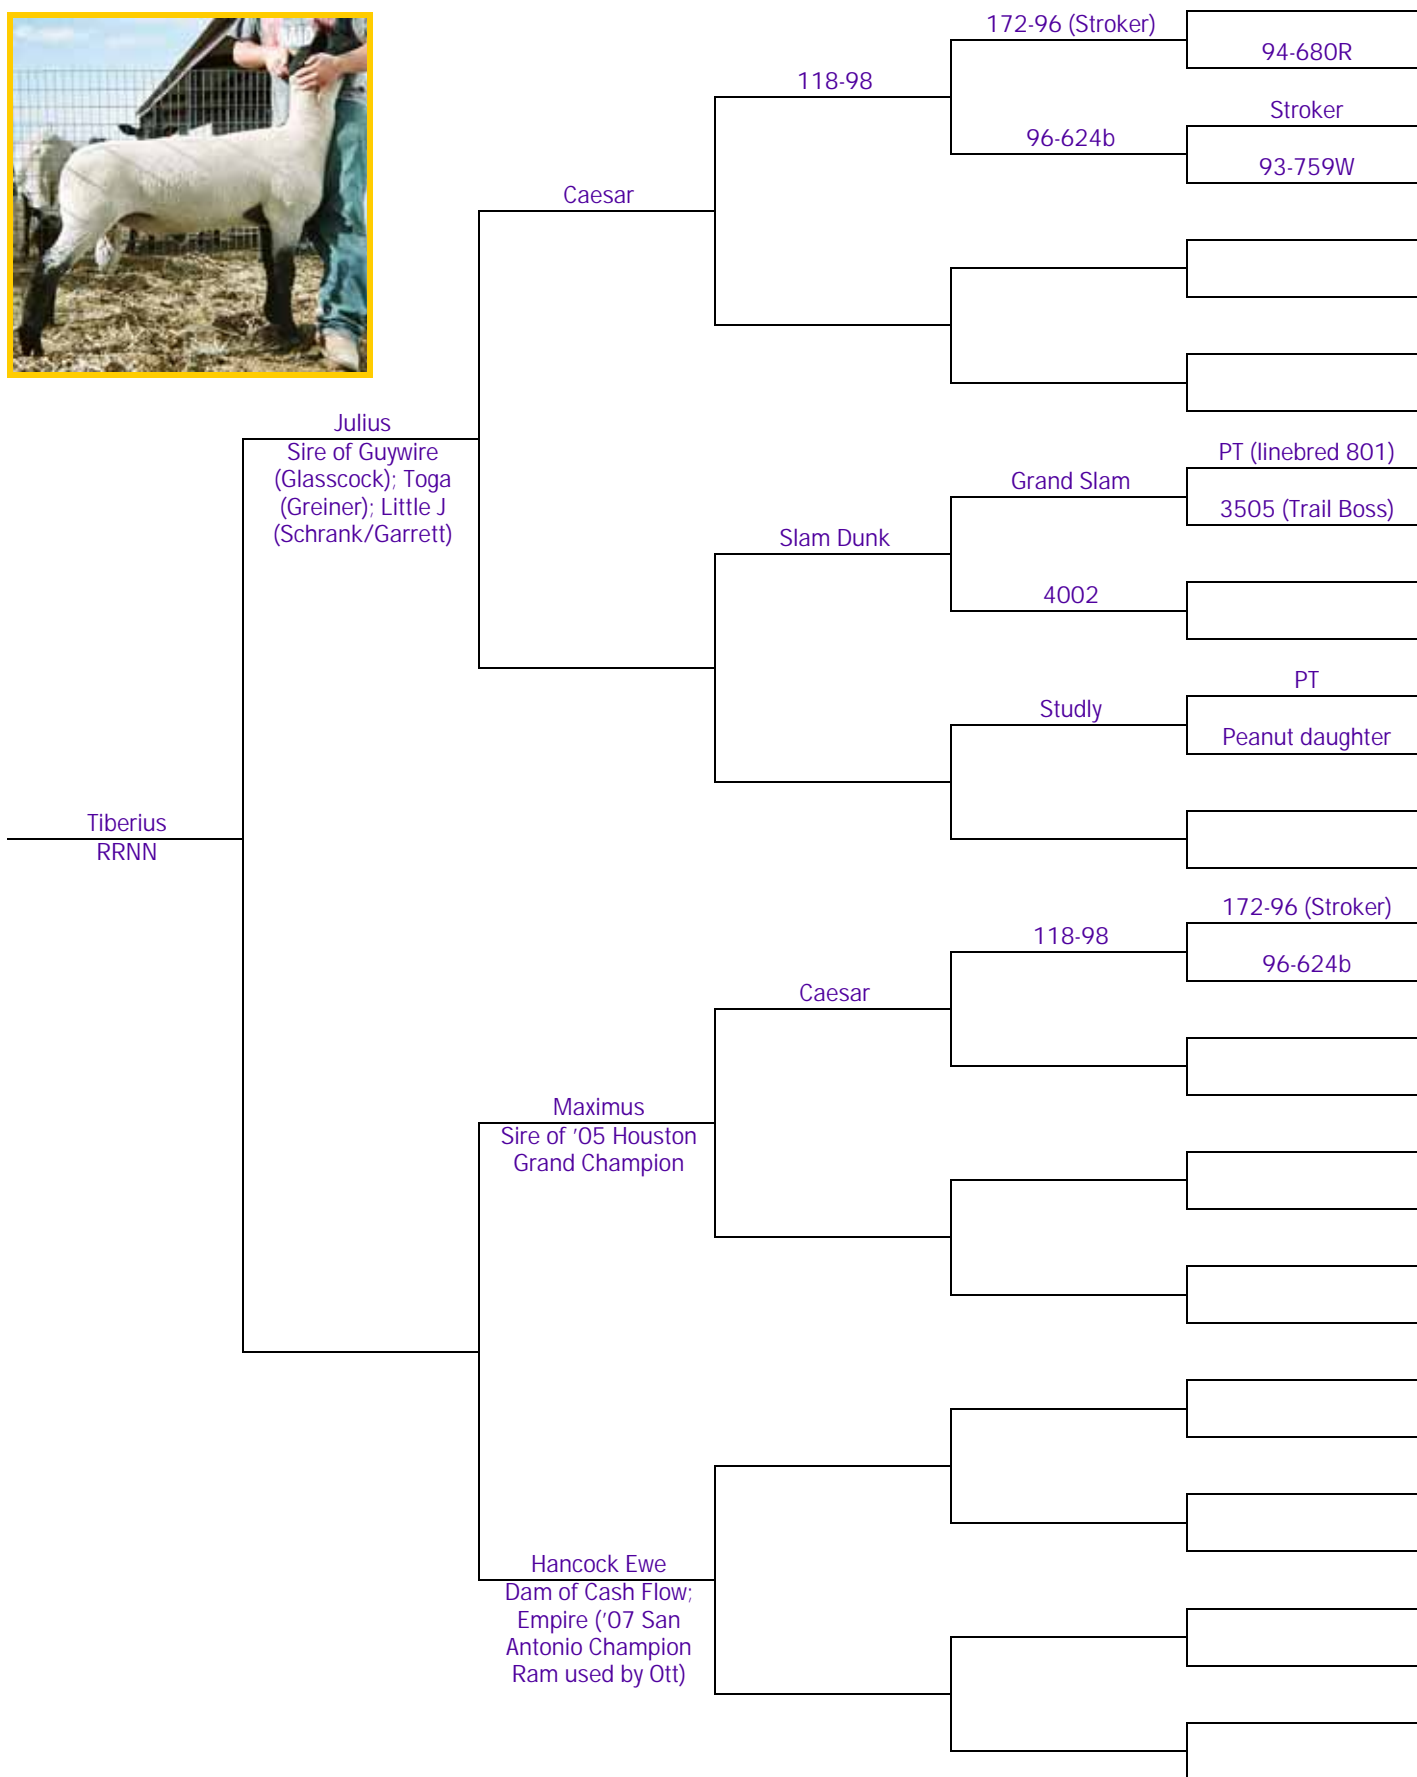 172-96 (Stroker)
94-680R
118-98
Stroker
96-624b
93-759W
Caesar
Julius
Sire of Guywire
(Glasscock); Toga
(Greiner); Little J
(Schrank/Garrett)
PT (linebred 801)
Grand Slam
3505 (Trail Boss)
Slam Dunk
4002
PT
Studly
Peanut daughter
Tiberius
RRNN
172-96 (Stroker)
118-98
96-624b
Caesar
Maximus
Sire of '05 Houston
Grand Champion
Hancock Ewe
Dam of Cash Flow;
Empire ('07 San
Antonio Champion
Ram used by Ott)